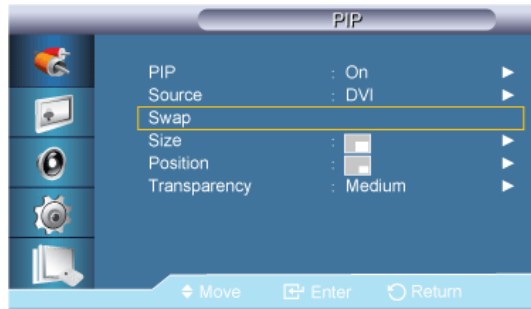 PIP
PIP : On
Source : DVI
Swap
Size :
Position :
Transparency : Medium
Move Enter Return